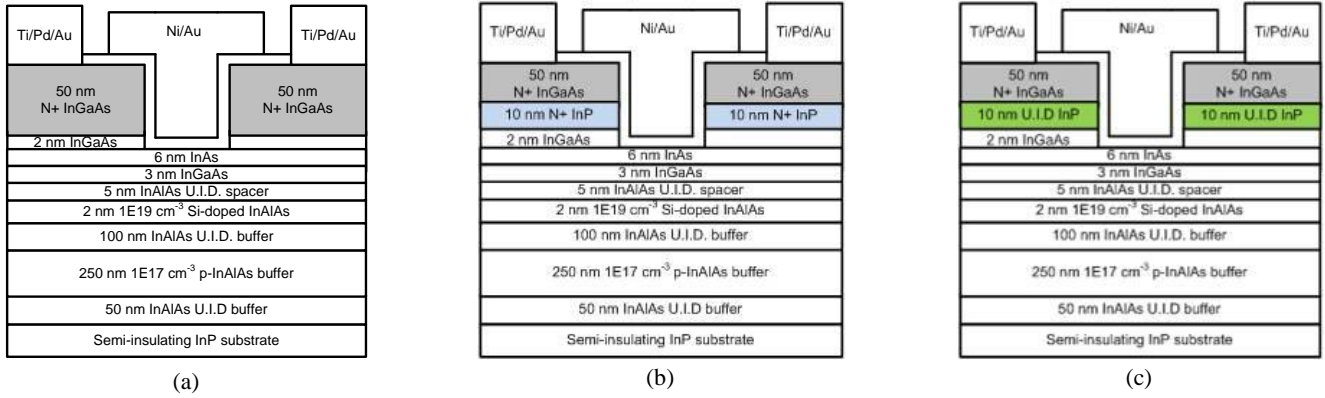 Ti/Pd/Au
Ni/Au
Ti/Pd/Au
50 nm
N+ InGaAs
50 nm
N+ InGaAs
2 nm InGaAs
6 nm InAs
3 nm InGaAs
5 nm InAlAs U.I.D. spacer
2 nm 1E19 cm⁻³ Si-doped InAlAs
100 nm InAlAs U.I.D. buffer
250 nm 1E17 cm⁻³ p-InAlAs buffer
50 nm InAlAs U.I.D buffer
Semi-insulating InP substrate
(a)
Ti/Pd/Au
Ni/Au
Ti/Pd/Au
50 nm
N+ InGaAs
50 nm
N+ InGaAs
10 nm N+ InP
10 nm N+ InP
2 nm InGaAs
6 nm InAs
3 nm InGaAs
5 nm InAlAs U.I.D. spacer
2 nm 1E19 cm⁻³ Si-doped InAlAs
100 nm InAlAs U.I.D. buffer
250 nm 1E17 cm⁻³ p-InAlAs buffer
50 nm InAlAs U.I.D buffer
Semi-insulating InP substrate
(b)
Ti/Pd/Au
Ni/Au
Ti/Pd/Au
50 nm
N+ InGaAs
50 nm
N+ InGaAs
10 nm U.I.D InP
10 nm U.I.D InP
2 nm InGaAs
6 nm InAs
3 nm InGaAs
5 nm InAlAs U.I.D. spacer
2 nm 1E19 cm⁻³ Si-doped InAlAs
100 nm InAlAs U.I.D. buffer
250 nm 1E17 cm⁻³ p-InAlAs buffer
50 nm InAlAs U.I.D buffer
Semi-insulating InP substrate
(c)